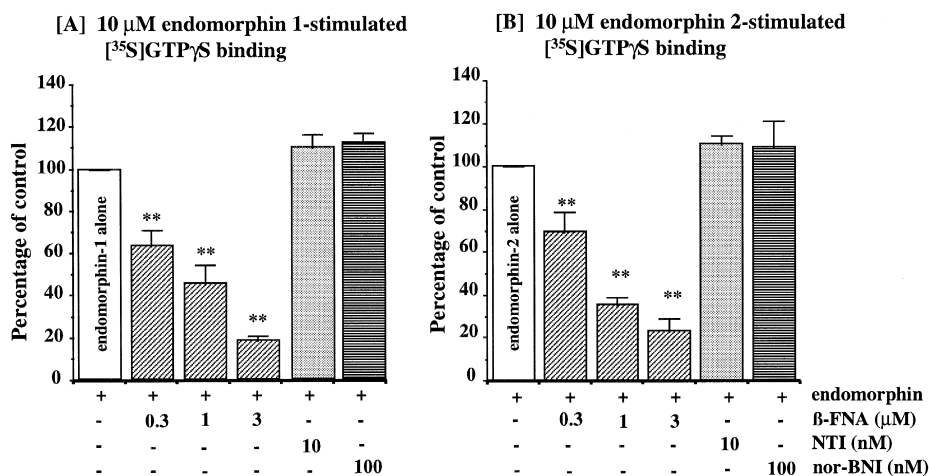 [A] 10 μM endomorphin 1-stimulated
[³⁵S]GTPγS binding
Percentage of control
140
120
100
80
60
40
20
0
endomorphin-1 alone
**
**
**
+ + + + + +
- 0.3 1 3 - -
- - - - 10 -
- - - - - 100
[B] 10 μM endomorphin 2-stimulated
[³⁵S]GTPγS binding
Percentage of control
140
120
100
80
60
40
20
0
endomorphin-2 alone
**
**
**
+ + + + + + endomorphin
- 0.3 1 3 - - ß-FNA (μM)
- - - - 10 - NTI (nM)
- - - - - 100 nor-BNI (nM)